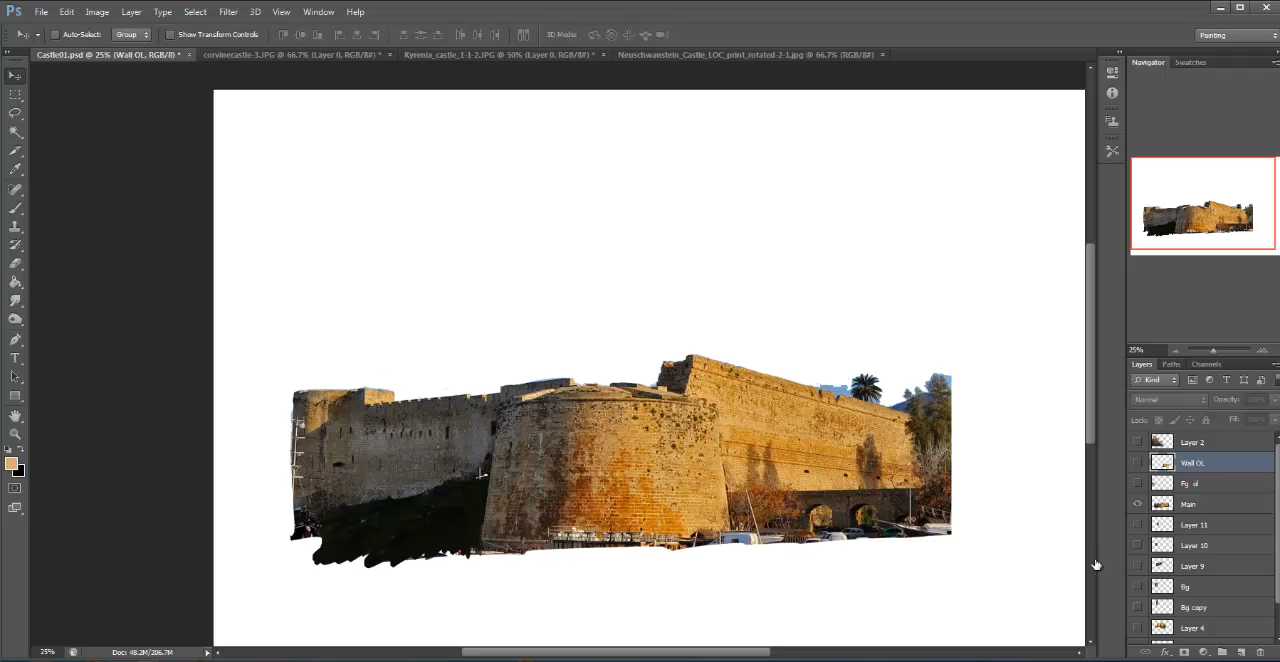 Ps File Edit Image Layer Type Select Filter 3D View Window Help
Auto-Select: Group Show Transform Controls 3D Mode: Painting
Castle01.psd @ 25% (Wall OL, RGB/8) * × corvinecastle-3.JPG @ 66.7% (Layer 0, RGB/8#) * × Kyrenia_castle_1-1-2.JPG @ 50% (Layer 0, RGB/8#) * × Neuschwanstein_Castle_LOC_print_rotated-2-1.jpg @ 66.7% (RGB/8#) ×
Navigator Swatches
25%
Layers Paths Channels
Kind
Normal Opacity: 100%
Lock: Fill:
Layer 2
Wall OL
Fg ol
Main
Layer 11
Layer 10
Layer 9
Bg
Bg copy
Layer 4
25% Doc: 48.2M/206.7M